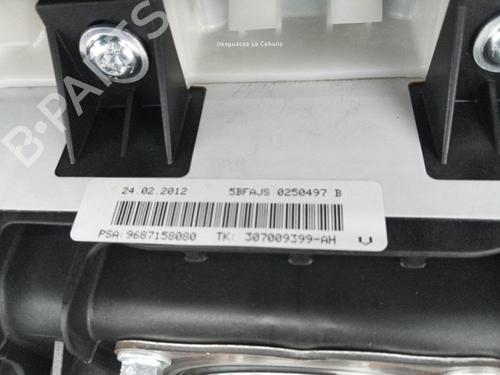 Desguaces La Cabaña
B-PARTS
24.02.2012 5BFAJS 0250497 B
PSA:9687158080 TK: 307009399-AH